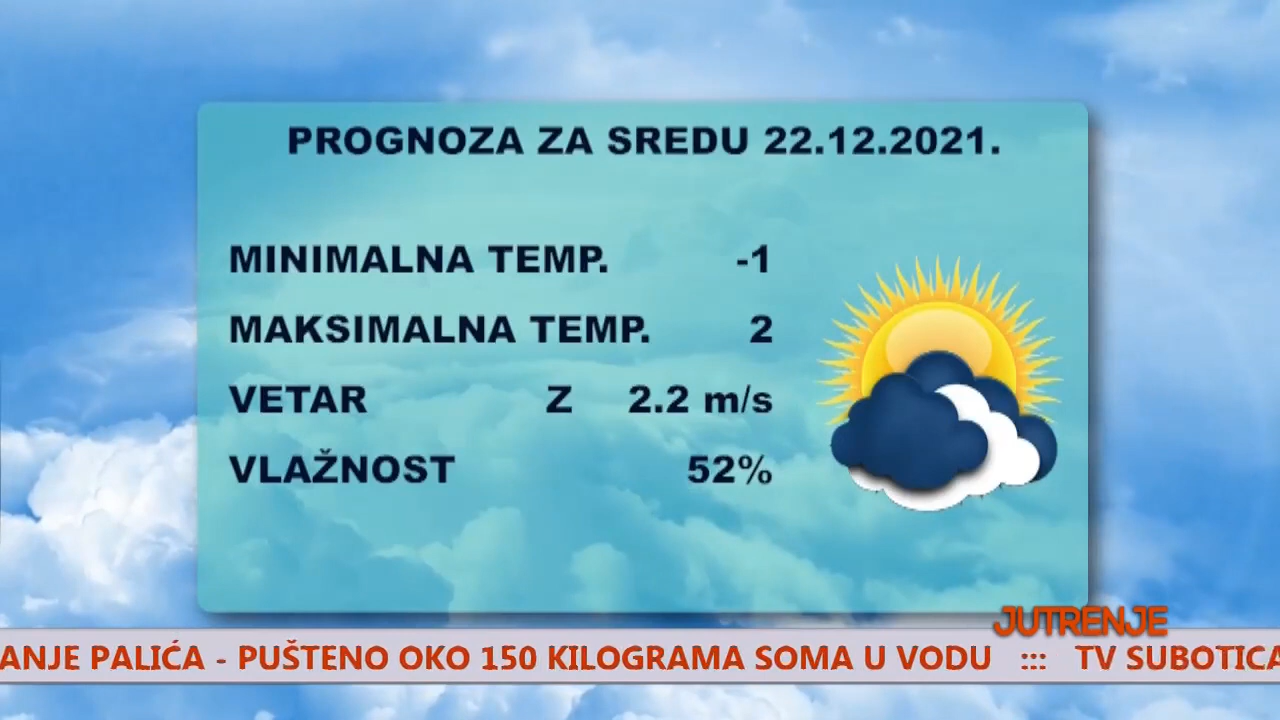 PROGNOZA ZA SREDU 22.12.2021.
MINIMALNA TEMP. -1
MAKSIMALNA TEMP. 2
VETAR Z 2.2 m/s
VLAŽNOST 52%
JUTRENJE
ANJE PALIĆA - PUŠTENO OKO 150 KILOGRAMA SOMA U VODU ::: TV SUBOTICA